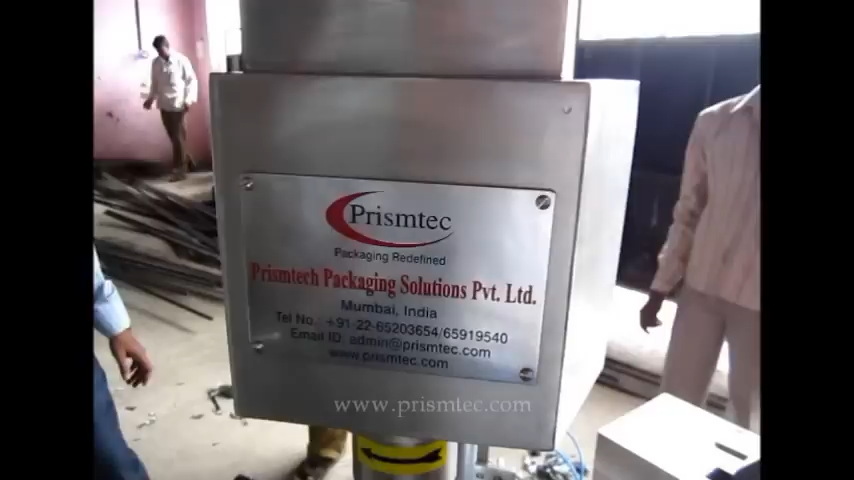 Prismtec
Packaging Redefined
Prismtech Packaging Solutions Pvt. Ltd.
Mumbai, India
Tel No.: +91-22-65203654/65919540
Email ID: admin@prismtec.com
www.prismtec.com
www.prismtec.com